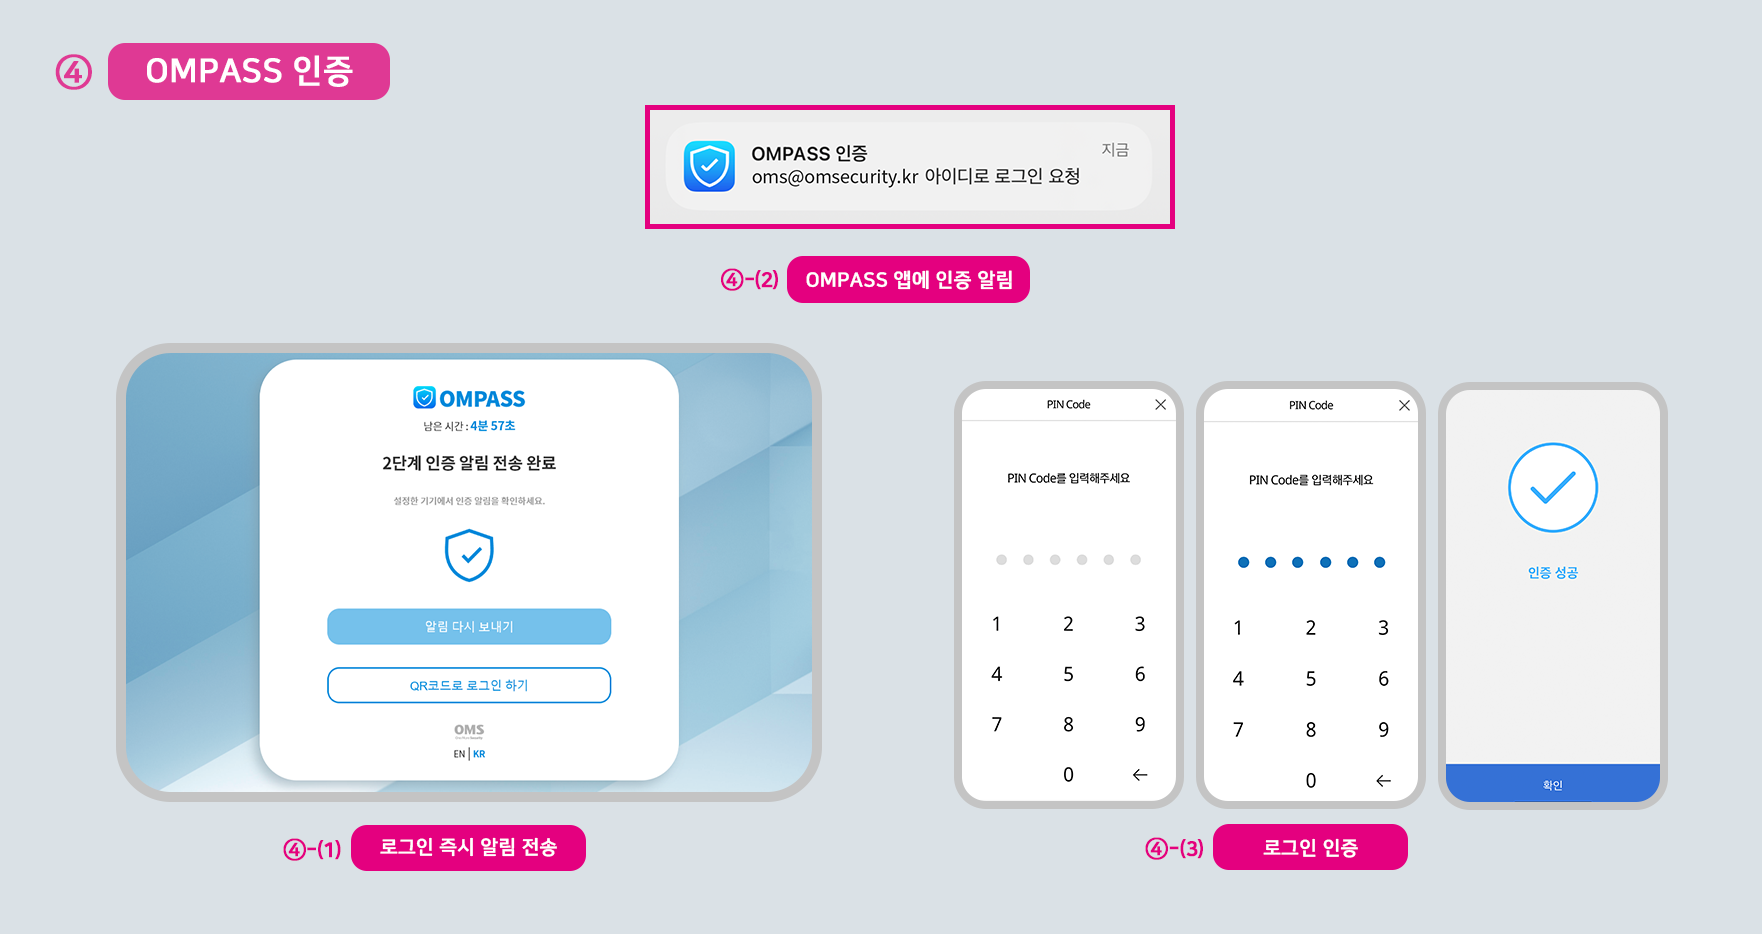 ④ OMPASS 인증
OMPASS 인증
지금
oms@omsecurity.kr 아이디로 로그인 요청
④-(2) OMPASS 앱에 인증 알림
OMPASS
남은 시간 : 4분 57초
2단계 인증 알림 전송 완료
설정한 기기에서 인증 알림을 확인하세요.
알림 다시 보내기
QR코드로 로그인 하기
OMS
EN | KR
④-(1) 로그인 즉시 알림 전송
PIN Code
PIN Code를 입력해주세요
1 2 3
4 5 6
7 8 9
0 ←
PIN Code
PIN Code를 입력해주세요
1 2 3
4 5 6
7 8 9
0 ←
인증 성공
확인
④-(3) 로그인 인증